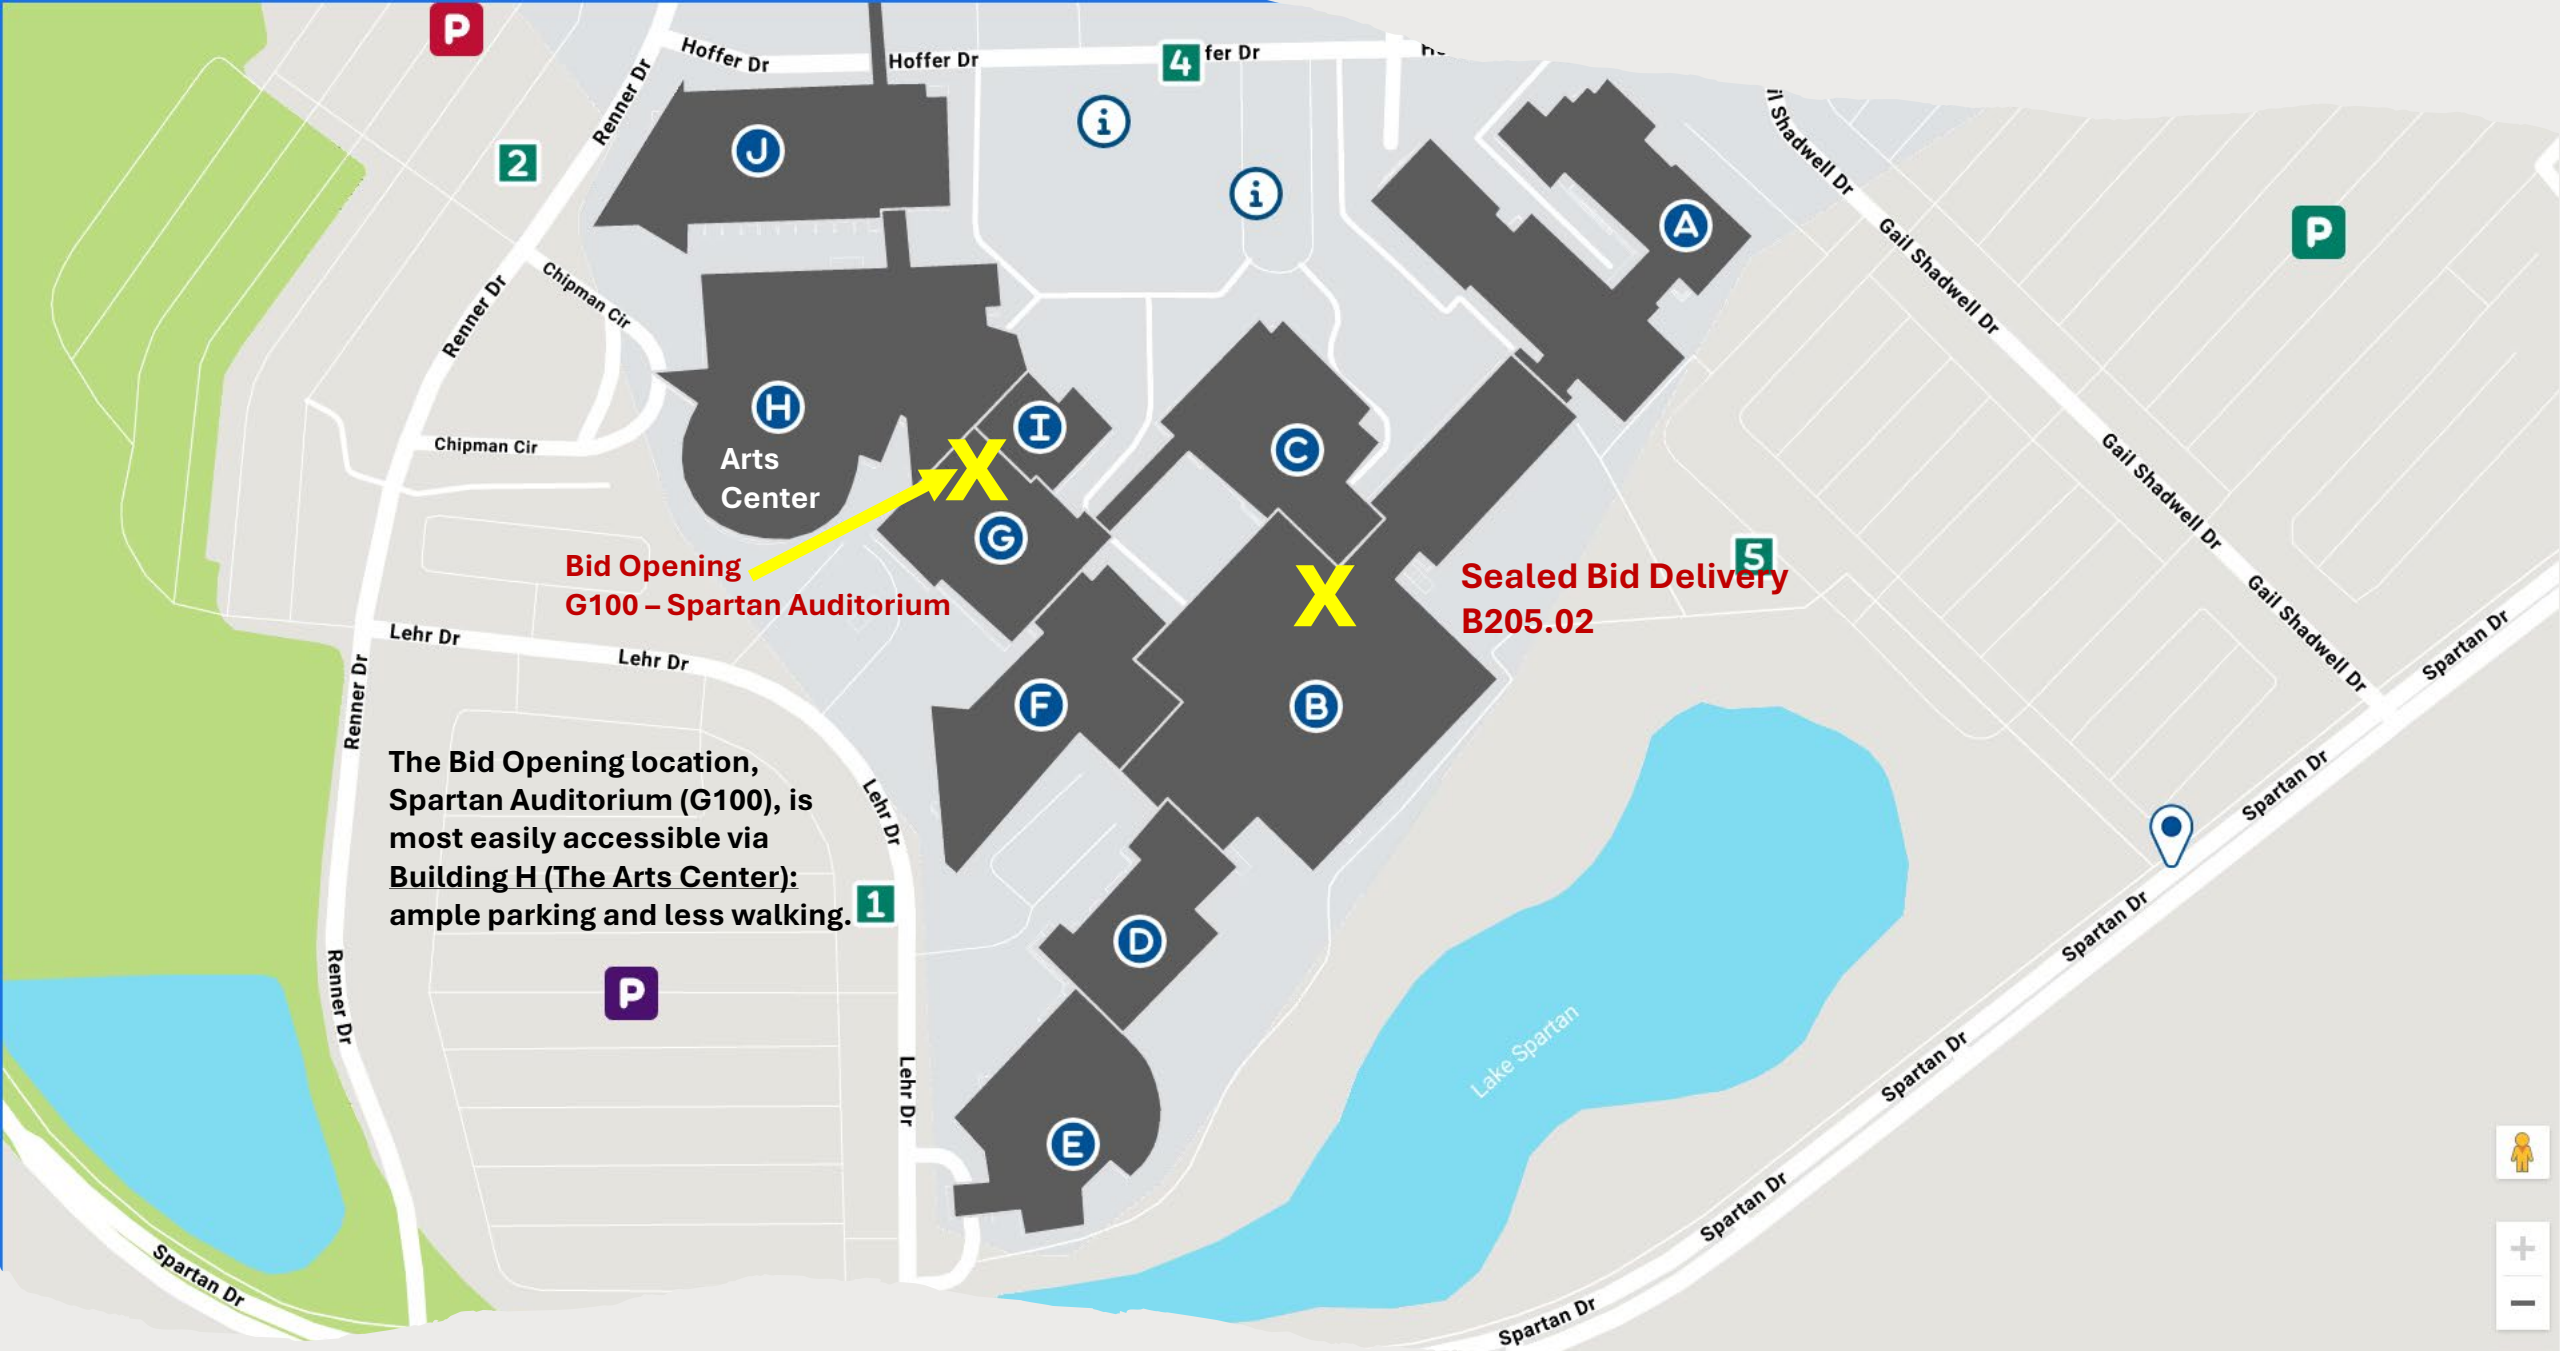 P
Hoffer Dr
Hoffer Dr
4
fer Dr
Renner Dr
i
J
2
i
A
il Shadwell Dr
Gail Shadwell Dr
P
Chipman Cir
Renner Dr
H
Arts
Center
I
X
C
Chipman Cir
G
Gail Shadwell Dr
Bid Opening
G100 – Spartan Auditorium
X
5
Sealed Bid Delivery
B205.02
Gail Shadwell Dr
Spartan Dr
Lehr Dr
Lehr Dr
Renner Dr
F
B
The Bid Opening location,
Spartan Auditorium (G100), is
most easily accessible via
Building H (The Arts Center):
ample parking and less walking.
Lehr Dr
1
Spartan Dr
Spartan Dr
D
P
Renner Dr
Lake Spartan
Spartan Dr
Lehr Dr
E
Spartan Dr
Spartan Dr
Spartan Dr
+
−